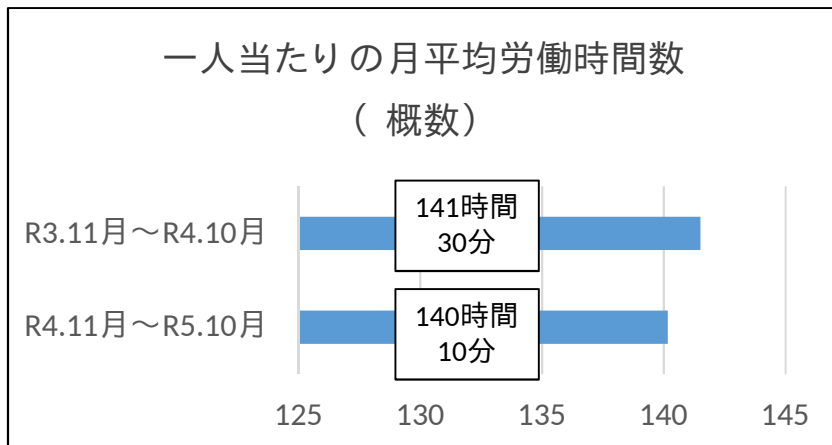 一人当たりの月平均労働時間数
（概数）
R3.11月～R4.10月
141時間
30分
R4.11月～R5.10月
140時間
10分
125 130 135 140 145